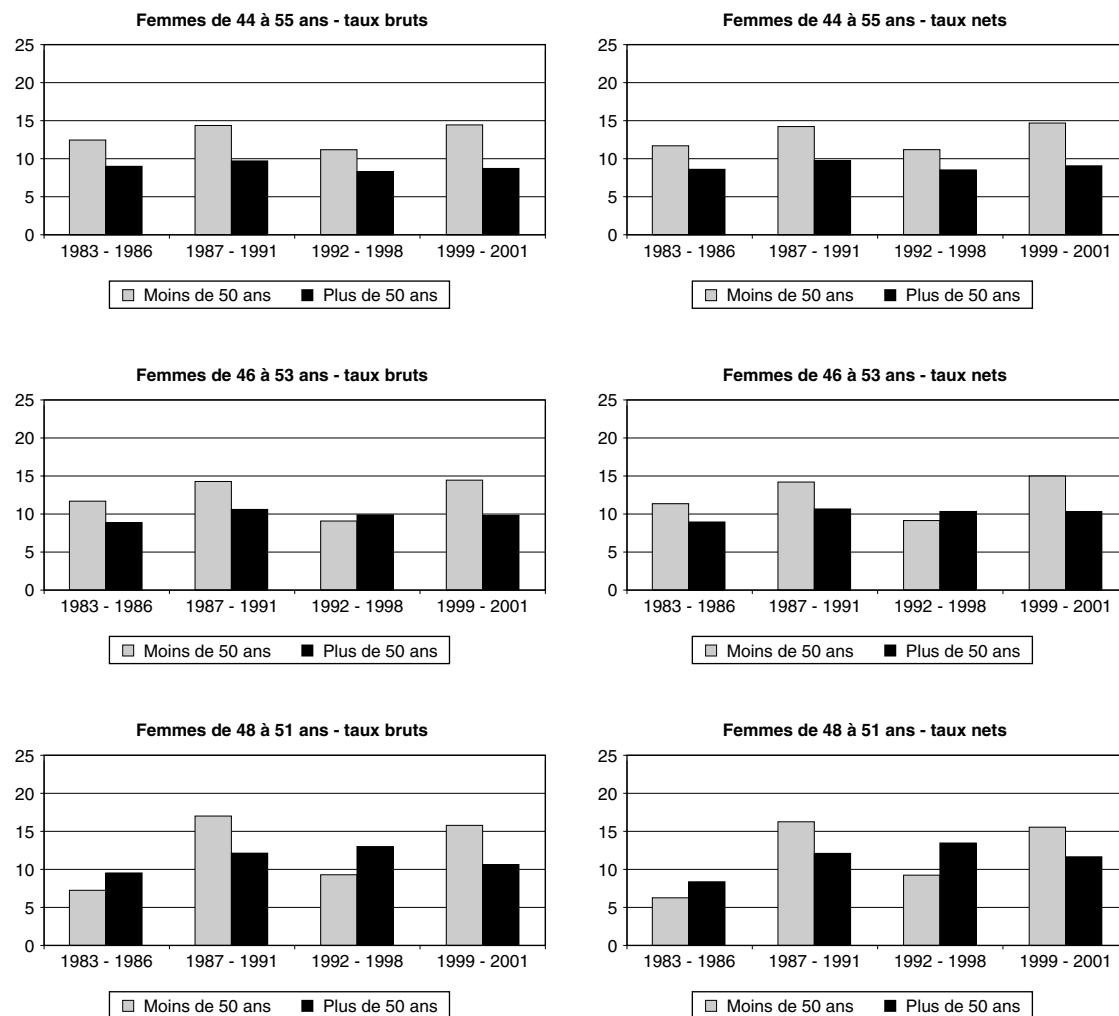 Femmes de 44 à 55 ans - taux bruts
25
20
15
10
5
0
1983 - 1986 1987 - 1991 1992 - 1998 1999 - 2001
Moins de 50 ans Plus de 50 ans
Femmes de 44 à 55 ans - taux nets
25
20
15
10
5
0
1983 - 1986 1987 - 1991 1992 - 1998 1999 - 2001
Moins de 50 ans Plus de 50 ans
Femmes de 46 à 53 ans - taux bruts
25
20
15
10
5
0
1983 - 1986 1987 - 1991 1992 - 1998 1999 - 2001
Moins de 50 ans Plus de 50 ans
Femmes de 46 à 53 ans - taux nets
25
20
15
10
5
0
1983 - 1986 1987 - 1991 1992 - 1998 1999 - 2001
Moins de 50 ans Plus de 50 ans
Femmes de 48 à 51 ans - taux bruts
25
20
15
10
5
0
1983 - 1986 1987 - 1991 1992 - 1998 1999 - 2001
Moins de 50 ans Plus de 50 ans
Femmes de 48 à 51 ans - taux nets
25
20
15
10
5
0
1983 - 1986 1987 - 1991 1992 - 1998 1999 - 2001
Moins de 50 ans Plus de 50 ans